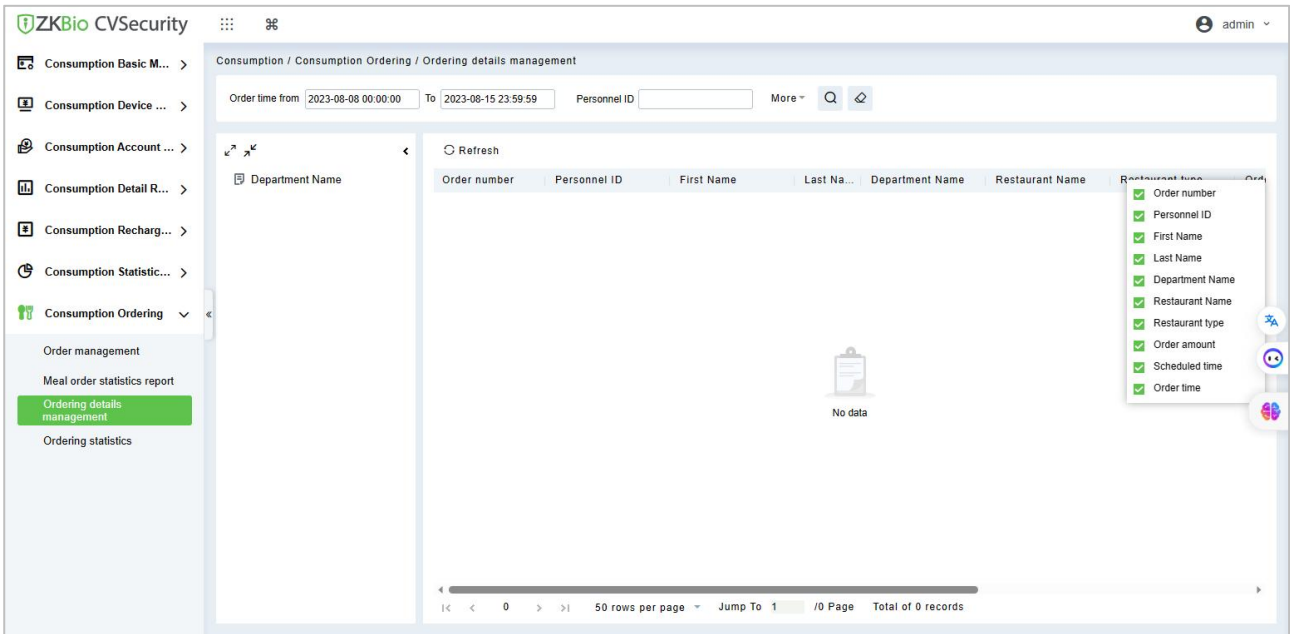 ZKBio CVSecurity
admin
Consumption Basic M...
Consumption Device ...
Consumption Account ...
Consumption Detail R...
Consumption Recharg...
Consumption Statistic...
Consumption Ordering
Order management
Meal order statistics report
Ordering details
management
Ordering statistics
Consumption / Consumption Ordering / Ordering details management
Order time from 2023-08-08 00:00:00 To 2023-08-15 23:59:59 Personnel ID More
Department Name
Refresh
Order number Personnel ID First Name Last Na... Department Name Restaurant Name Restaurant type Ord
Order number
Personnel ID
First Name
Last Name
Department Name
Restaurant Name
Restaurant type
Order amount
Scheduled time
Order time
No data
0 50 rows per page Jump To 1 /0 Page Total of 0 records